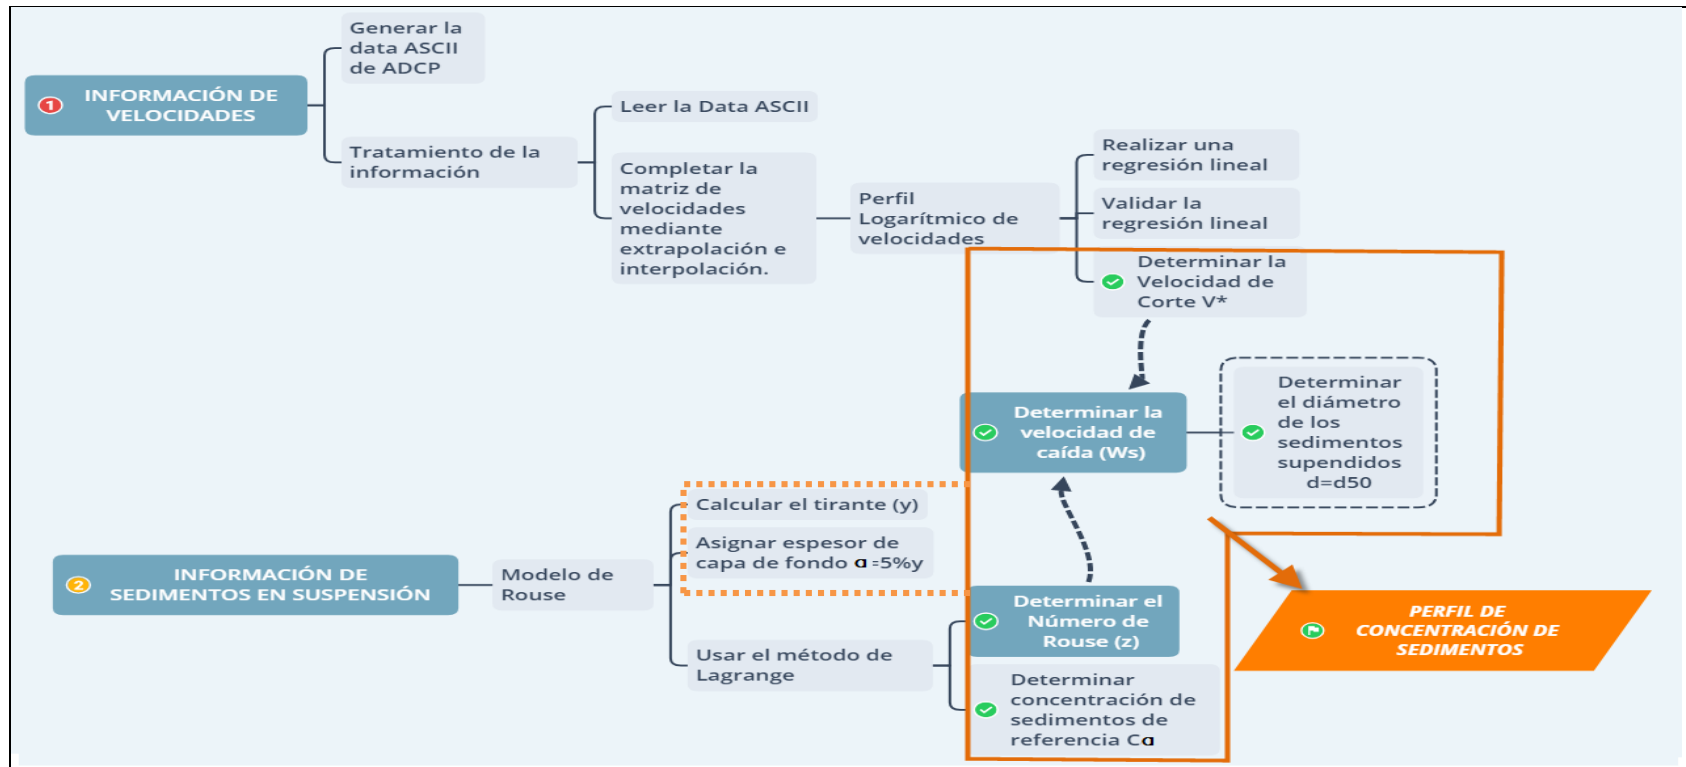 Generar la
data ASCII
de ADCP
1
INFORMACIÓN DE
VELOCIDADES
Tratamiento de la
información
Leer la Data ASCII
Completar la
matriz de
velocidades
mediante
extrapolación e
interpolación.
Perfil
Logarítmico de
velocidades
Realizar una
regresión lineal
Validar la
regresión lineal
Determinar la
Velocidad de
Corte V*
Determinar la
velocidad de
caída (Ws)
Determinar
el diámetro
de los
sedimentos
supendidos
d=d50
2
INFORMACIÓN DE
SEDIMENTOS EN SUSPENSIÓN
Modelo de
Rouse
Calcular el tirante (y)
Asignar espesor de
capa de fondo a =5%y
Usar el método de
Lagrange
Determinar el
Número de
Rouse (z)
Determinar
concentración de
sedimentos de
referencia Ca
PERFIL DE
CONCENTRACIÓN DE
SEDIMENTOS